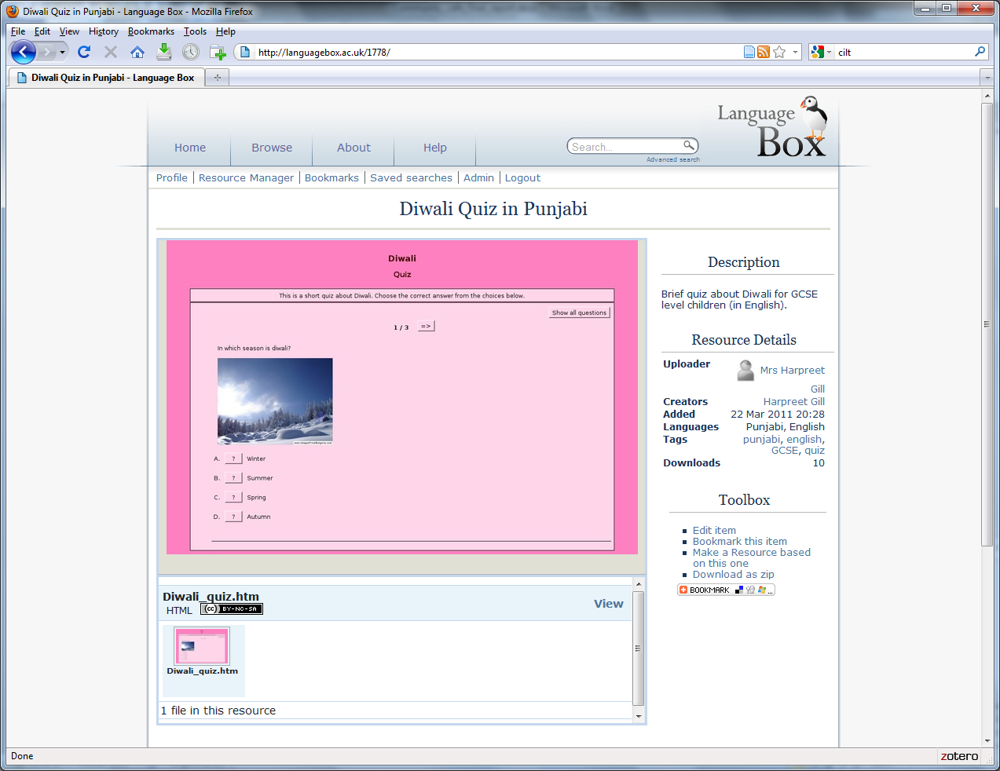 Diwali Quiz in Punjabi - Language Box - Mozilla Firefox
File Edit View History Bookmarks Tools Help
http://languagebox.ac.uk/1778/
cilt
Diwali Quiz in Punjabi - Language Box
Language
Box
Home Browse About Help
Search...
Advanced search
Profile Resource Manager Bookmarks Saved searches Admin Logout
Diwali Quiz in Punjabi
Diwali
Quiz
This is a short quiz about Diwali. Choose the correct answer from the choices below.
Show all questions
1 / 3 =>
In which season is diwali?
A. ? Winter
B. ? Summer
C. ? Spring
D. ? Autumn
Diwali_quiz.htm
HTML (cc) BY-NC-SA
View
Diwali_quiz.htm
1 file in this resource
Description
Brief quiz about Diwali for GCSE
level children (in English).
Resource Details
Uploader Mrs Harpreet
Gill
Creators Harpreet Gill
Added 22 Mar 2011 20:28
Languages Punjabi, English
Tags punjabi, english,
GCSE, quiz
Downloads 10
Toolbox
Edit item
Bookmark this item
Make a Resource based
on this one
Download as zip
BOOKMARK
Done
zotero